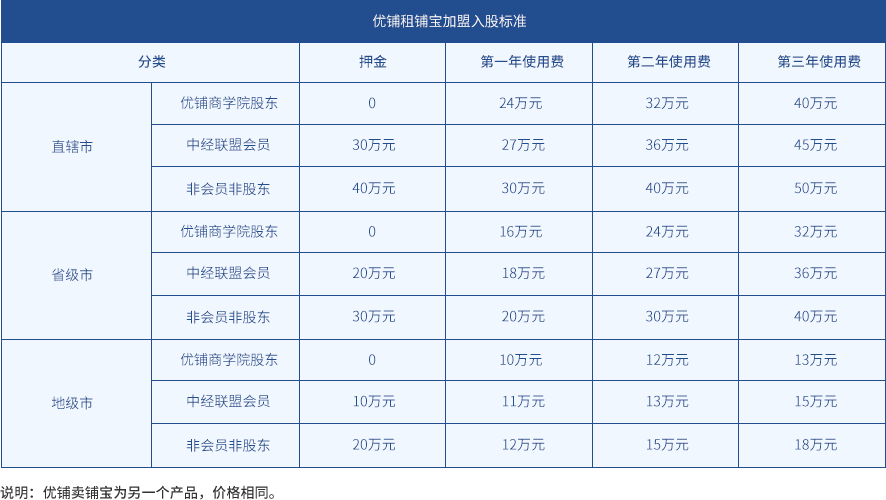 优铺租铺宝加盟入股标准
分类 押金 第一年使用费 第二年使用费 第三年使用费
直辖市
优铺商学院股东 0 24万元 32万元 40万元
中经联盟会员 30万元 27万元 36万元 45万元
非会员非股东 40万元 30万元 40万元 50万元
省级市
优铺商学院股东 0 16万元 24万元 32万元
中经联盟会员 20万元 18万元 27万元 36万元
非会员非股东 30万元 20万元 30万元 40万元
地级市
优铺商学院股东 0 10万元 12万元 13万元
中经联盟会员 10万元 11万元 13万元 15万元
非会员非股东 20万元 12万元 15万元 18万元
说明：优铺卖铺宝为另一个产品，价格相同。